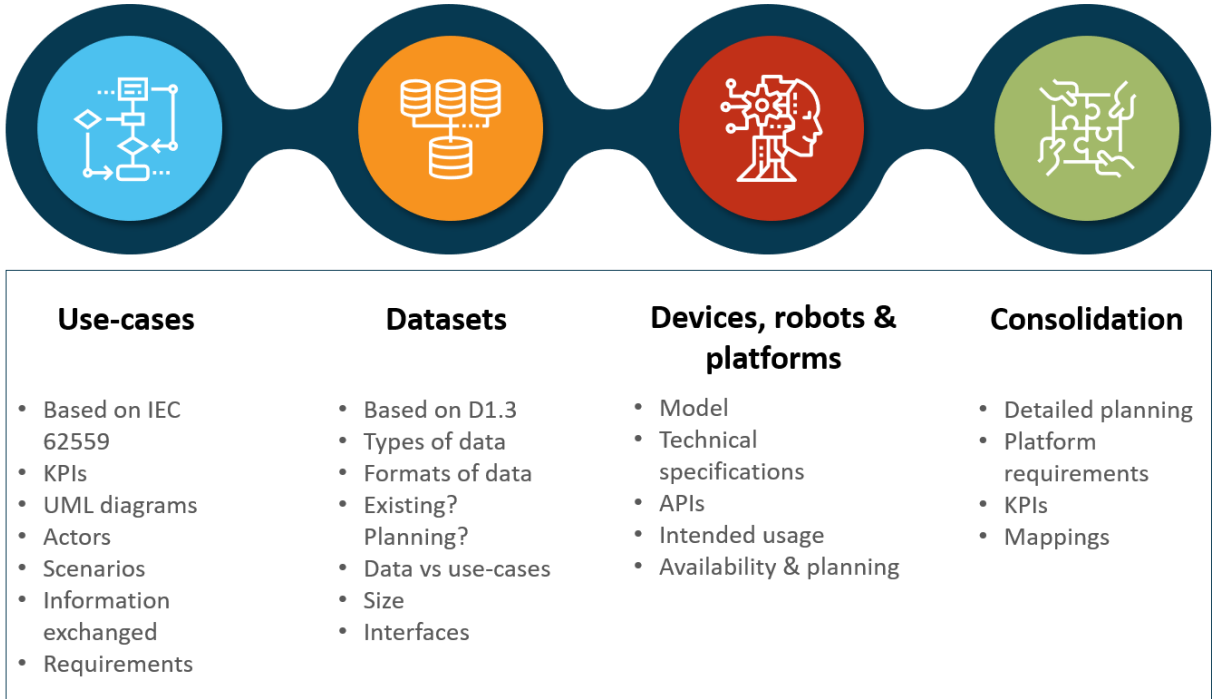 Use-cases
• Based on IEC
62559
• KPIs
• UML diagrams
• Actors
• Scenarios
• Information
exchanged
• Requirements
Datasets
• Based on D1.3
• Types of data
• Formats of data
• Existing?
Planning?
• Data vs use-cases
• Size
• Interfaces
Devices, robots &
platforms
• Model
• Technical
specifications
• APIs
• Intended usage
• Availability & planning
Consolidation
• Detailed planning
• Platform
requirements
• KPIs
• Mappings